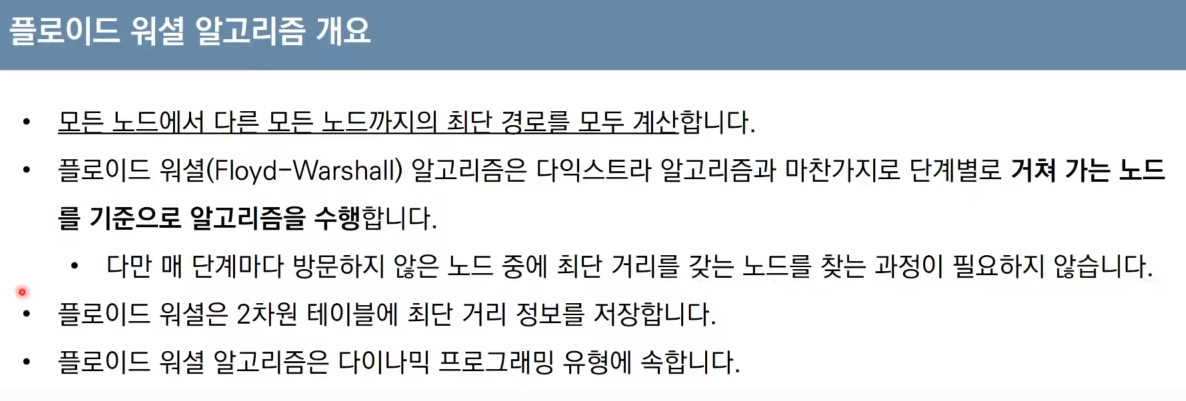 플로이드 워셜 알고리즘 개요
• 모든 노드에서 다른 모든 노드까지의 최단 경로를 모두 계산합니다.
• 플로이드 워셜(Floyd-Warshall) 알고리즘은 다익스트라 알고리즘과 마찬가지로 단계별로 거쳐 가는 노드
를 기준으로 알고리즘을 수행합니다.
• 다만 매 단계마다 방문하지 않은 노드 중에 최단 거리를 갖는 노드를 찾는 과정이 필요하지 않습니다.
• 플로이드 워셜은 2차원 테이블에 최단 거리 정보를 저장합니다.
• 플로이드 워셜 알고리즘은 다이나믹 프로그래밍 유형에 속합니다.